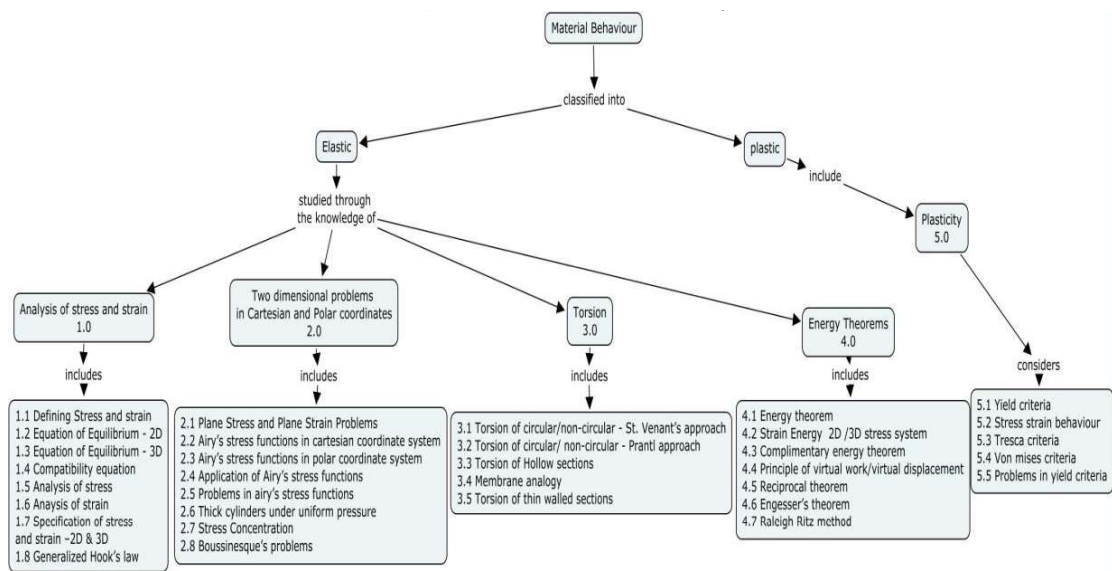 Material Behaviour
classified into
Elastic
plastic
include
studied through
the knowledge of
Plasticity
5.0
Analysis of stress and strain
1.0
Two dimensional problems
in Cartesian and Polar coordinates
2.0
Torsion
3.0
Energy Theorems
4.0
includes
includes
includes
includes
considers
1.1 Defining Stress and strain
1.2 Equation of Equilibrium - 2D
1.3 Equation of Equilibrium - 3D
1.4 Compatibility equation
1.5 Analysis of stress
1.6 Anaysis of strain
1.7 Specification of stress
and strain –2D & 3D
1.8 Generalized Hook's law
2.1 Plane Stress and Plane Strain Problems
2.2 Airy's stress functions in cartesian coordinate system
2.3 Airy's stress functions in polar coordinate system
2.4 Application of Airy's stress functions
2.5 Problems in airy's stress functions
2.6 Thick cylinders under uniform pressure
2.7 Stress Concentration
2.8 Boussinesque's problems
3.1 Torsion of circular/non-circular - St. Venant's approach
3.2 Torsion of circular/ non-circular - Prantl approach
3.3 Torsion of Hollow sections
3.4 Membrane analogy
3.5 Torsion of thin walled sections
4.1 Energy theorem
4.2 Strain Energy 2D /3D stress system
4.3 Complimentary energy theorem
4.4 Principle of virtual work/virtual displacement
4.5 Reciprocal theorem
4.6 Engesser's theorem
4.7 Raleigh Ritz method
5.1 Yield criteria
5.2 Stress strain behaviour
5.3 Tresca criteria
5.4 Von mises criteria
5.5 Problems in yield criteria